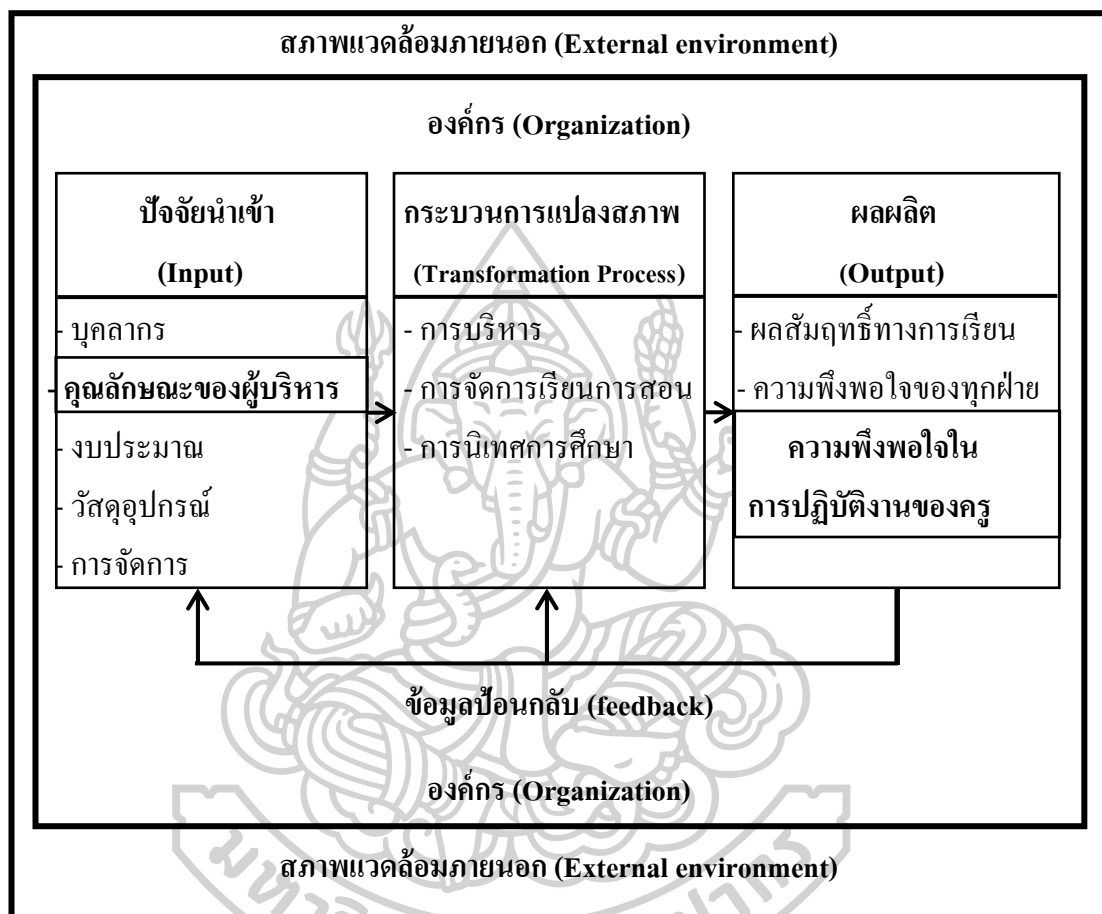 สภาพแวดล้อมภายนอก (External environment)
องค์กร (Organization)
ปัจจัยนำเข้า
(Input)
- บุคลากร
- คุณลักษณะของผู้บริหาร
- งบประมาณ
- วัสดุอุปกรณ์
- การจัดการ
กระบวนการแปลงสภาพ
(Transformation Process)
- การบริหาร
- การจัดการเรียนการสอน
- การนิเทศการศึกษา
ผลผลิต
(Output)
- ผลสัมฤทธิ์ทางการเรียน
- ความพึงพอใจของทุกฝ่าย
ความพึงพอใจใน
การปฏิบัติงานของครู
ข้อมูลป้อนกลับ (feedback)
องค์กร (Organization)
สภาพแวดล้อมภายนอก (External environment)